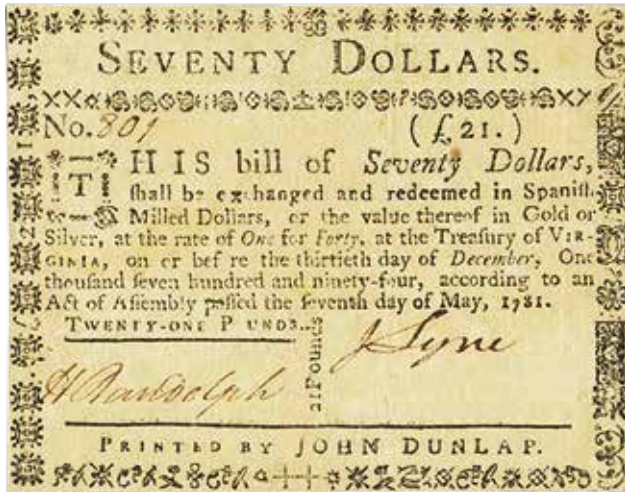 SEVENTY DOLLARS.
No. 801 (£.21.)
THIS bill of Seventy Dollars,
ſhall be exchanged and redeemed in Spaniſh
Milled Dollars, or the value thereof in Gold or
Silver, at the rate of One for Forty, at the Treaſury of VIR-
GINIA, on or bef re the thirtieth day of December, One
thouſand ſeven hundred and ninety-four, according to an
Act of Aſſembly paſſed the ſeventh day of May, 1781.
TWENTY-ONE P UNDS.
21 Pounds
J Lyne
H Randolph
PRINTED BY JOHN DUNLAP.